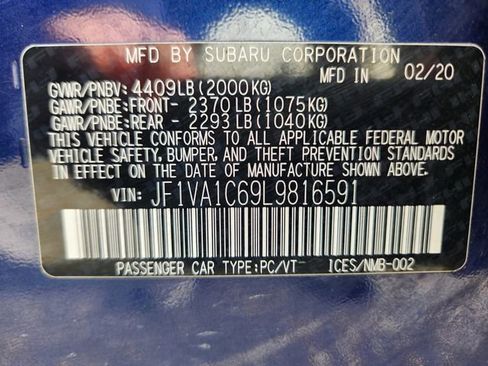 MFD BY SUBARU CORPORATION
MFD IN 02/20
GVWR/PNBV: 4409LB (2000KG)
GAWR/PNBE:FRONT- 2370 LB (1075KG)
GAWR/PNBE:REAR - 2293 LB (1040KG)
THIS VEHICLE CONFORMS TO ALL APPLICABLE FEDERAL MOTOR
VEHICLE SAFETY, BUMPER, AND THEFT PREVENTION STANDARDS
IN EFFECT ON THE DATE OF MANUFACTURE SHOWN ABOVE.
VIN: JF1VA1C69L9816591
PASSENGER CAR TYPE:PC/VT ICES/NMB-002